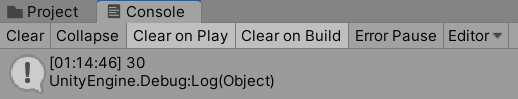 Project Console
Clear Collapse Clear on Play Clear on Build Error Pause Editor
[01:14:46] 30
UnityEngine.Debug:Log(Object)